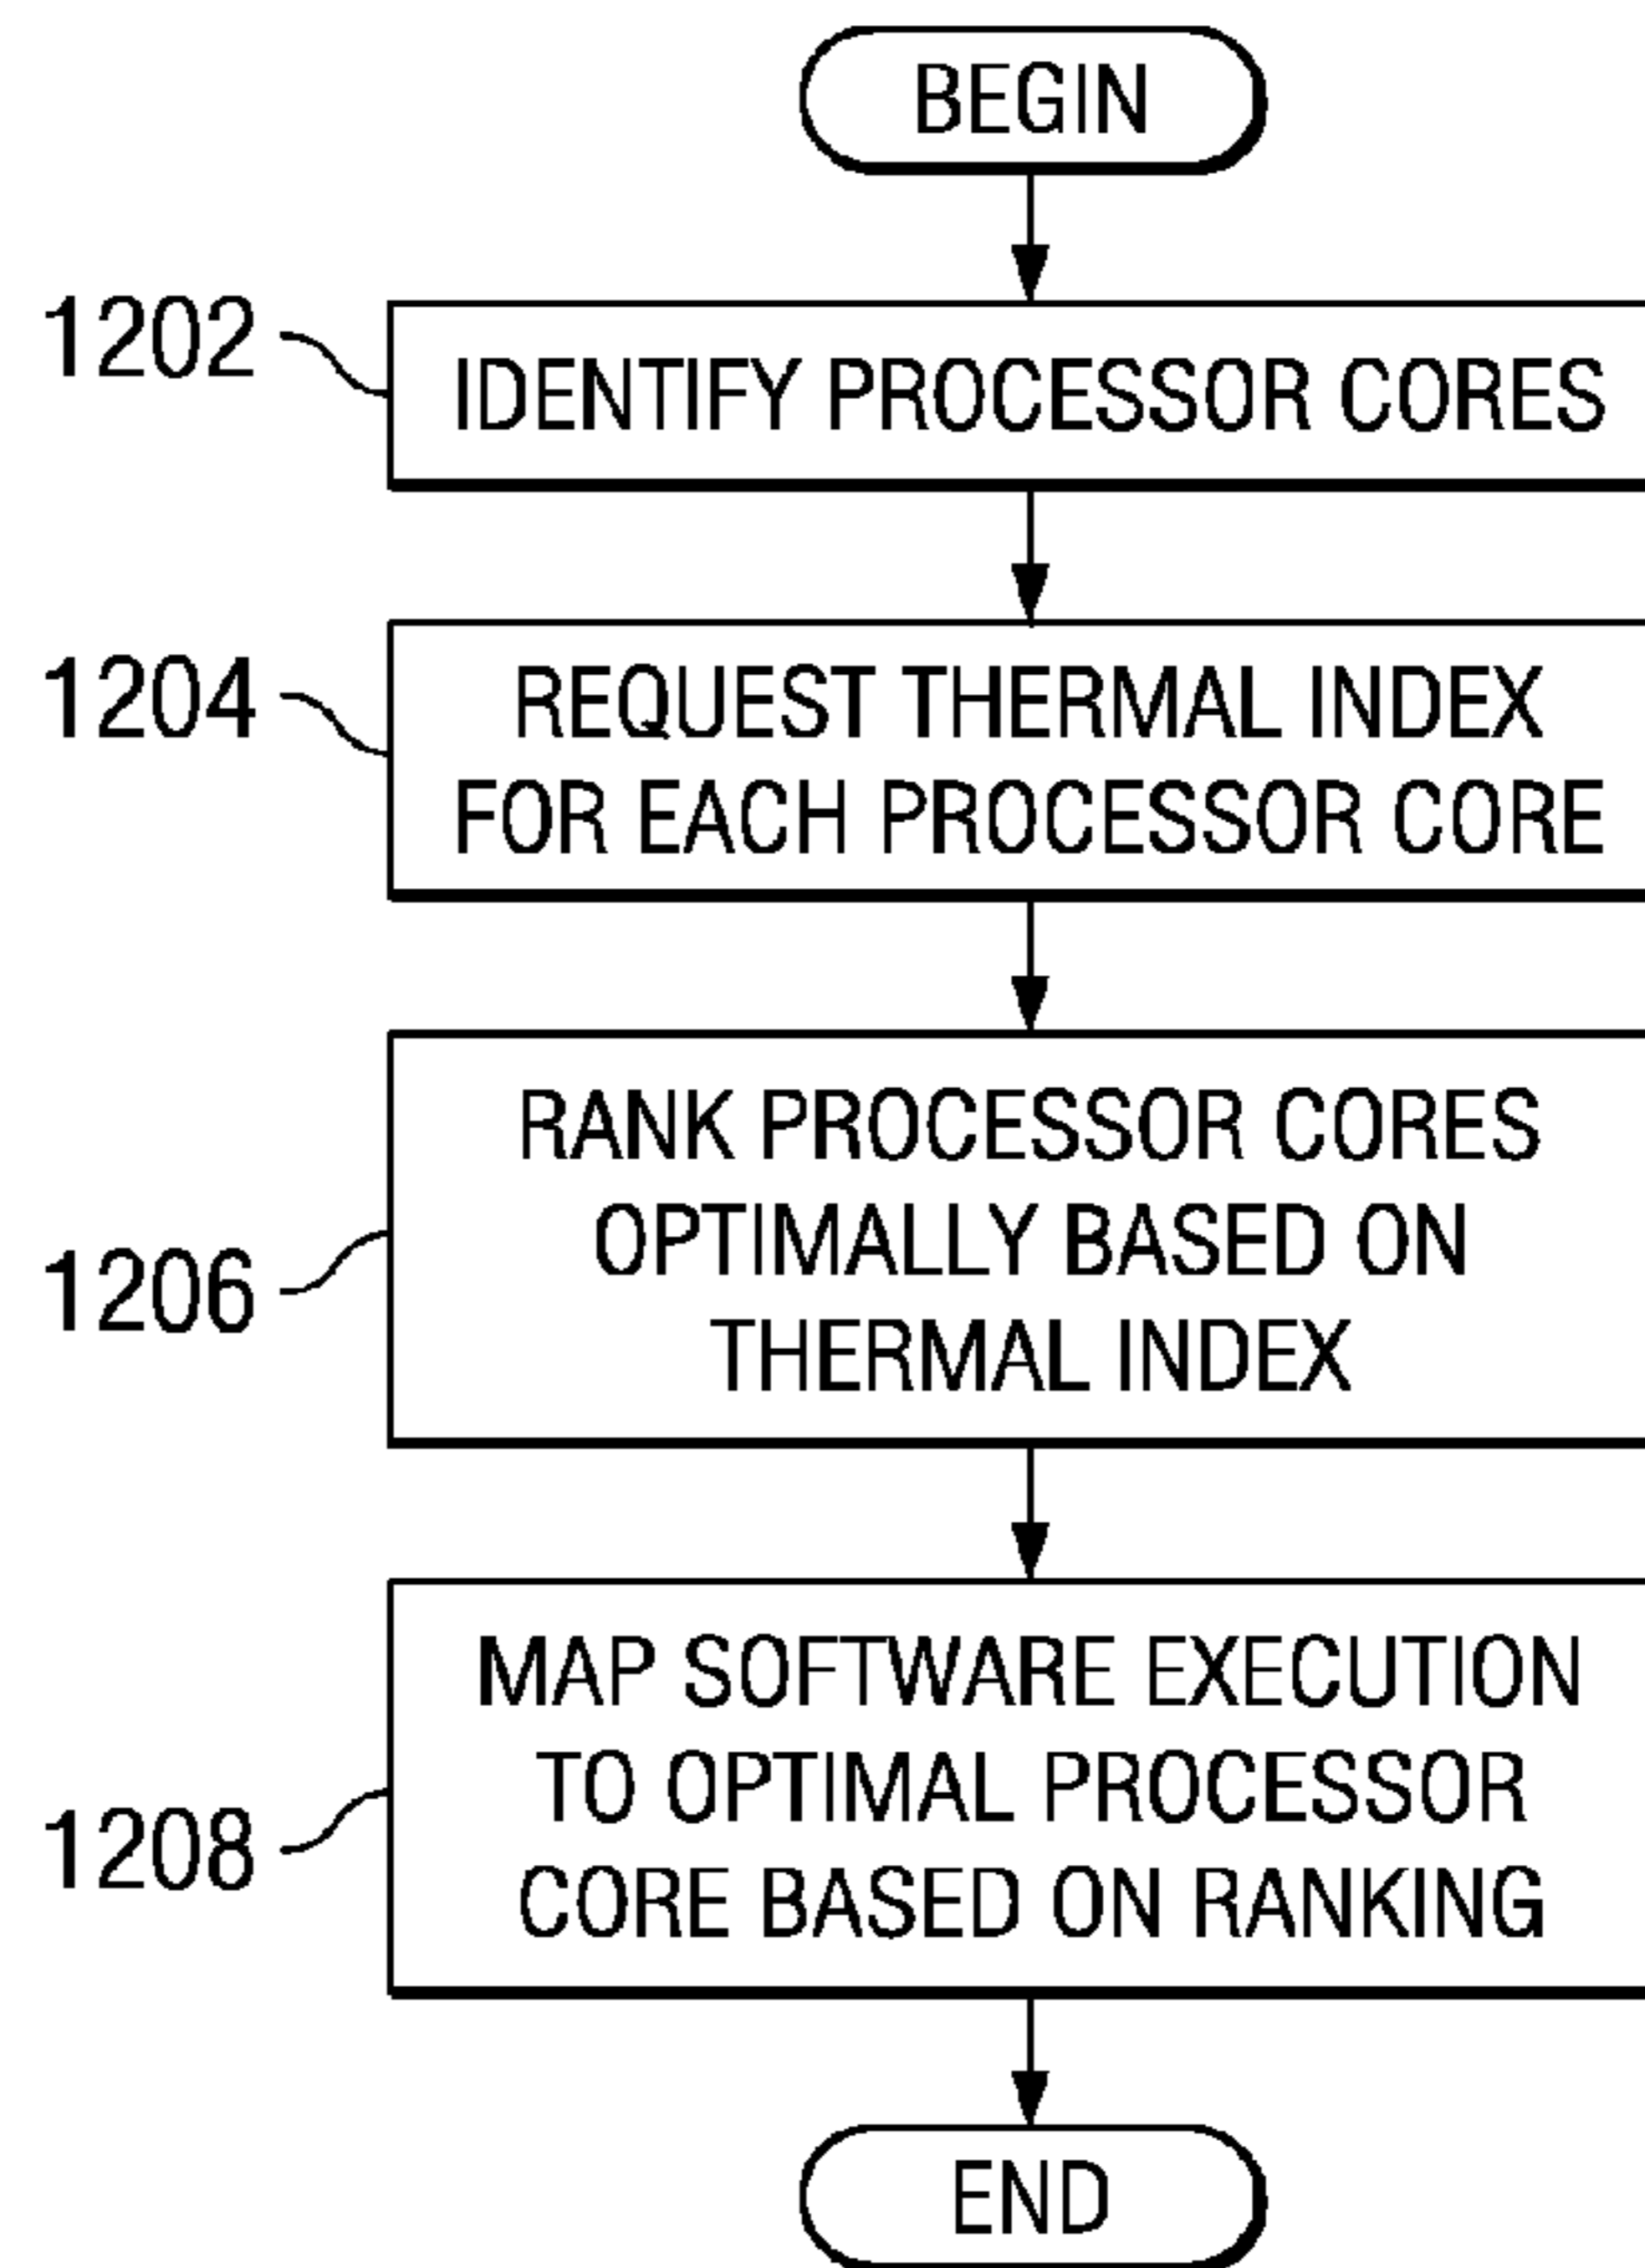 BEGIN
1202
IDENTIFY PROCESSOR CORES
1204
REQUEST THERMAL INDEX
FOR EACH PROCESSOR CORE
1206
RANK PROCESSOR CORES
OPTIMALLY BASED ON
THERMAL INDEX
1208
MAP SOFTWARE EXECUTION
TO OPTIMAL PROCESSOR
CORE BASED ON RANKING
END